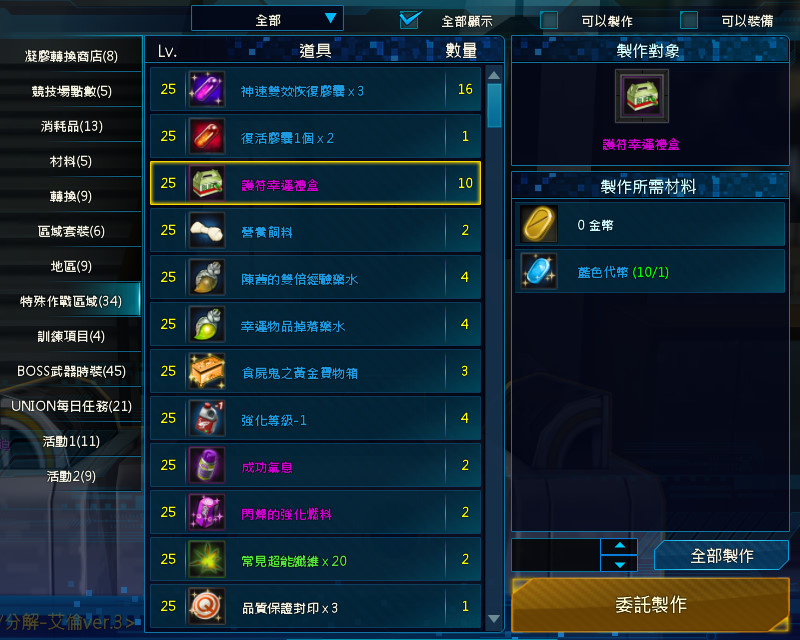 全部
全部顯示
可以製作
可以裝備
凝膠轉換商店(8)
競技場點數(5)
消耗品(13)
材料(5)
轉換(9)
區域套裝(6)
地區(9)
特殊作戰區域(34)
訓練項目(4)
BOSS武器時裝(45)
UNION每日任務(21)
活動1(11)
活動2(9)
Lv. 道具 數量
25 神速雙效恢復膠囊 x 3 16
25 復活膠囊1個 x 2 1
25 護符幸運禮盒 10
25 營養飼料 2
25 陳舊的雙倍經驗藥水 4
25 幸運物品掉落藥水 4
25 食屍鬼之黃金寶物箱 3
25 強化等級-1 4
25 成功氣息 2
25 閃爍的強化燃料 2
25 常見超能纖維 x 20 2
25 品質保證封印 x 3 1
製作對象
護符幸運禮盒
製作所需材料
0 金幣
藍色代幣 (10/1)
全部製作
委託製作
/分解-艾倫ver.3>